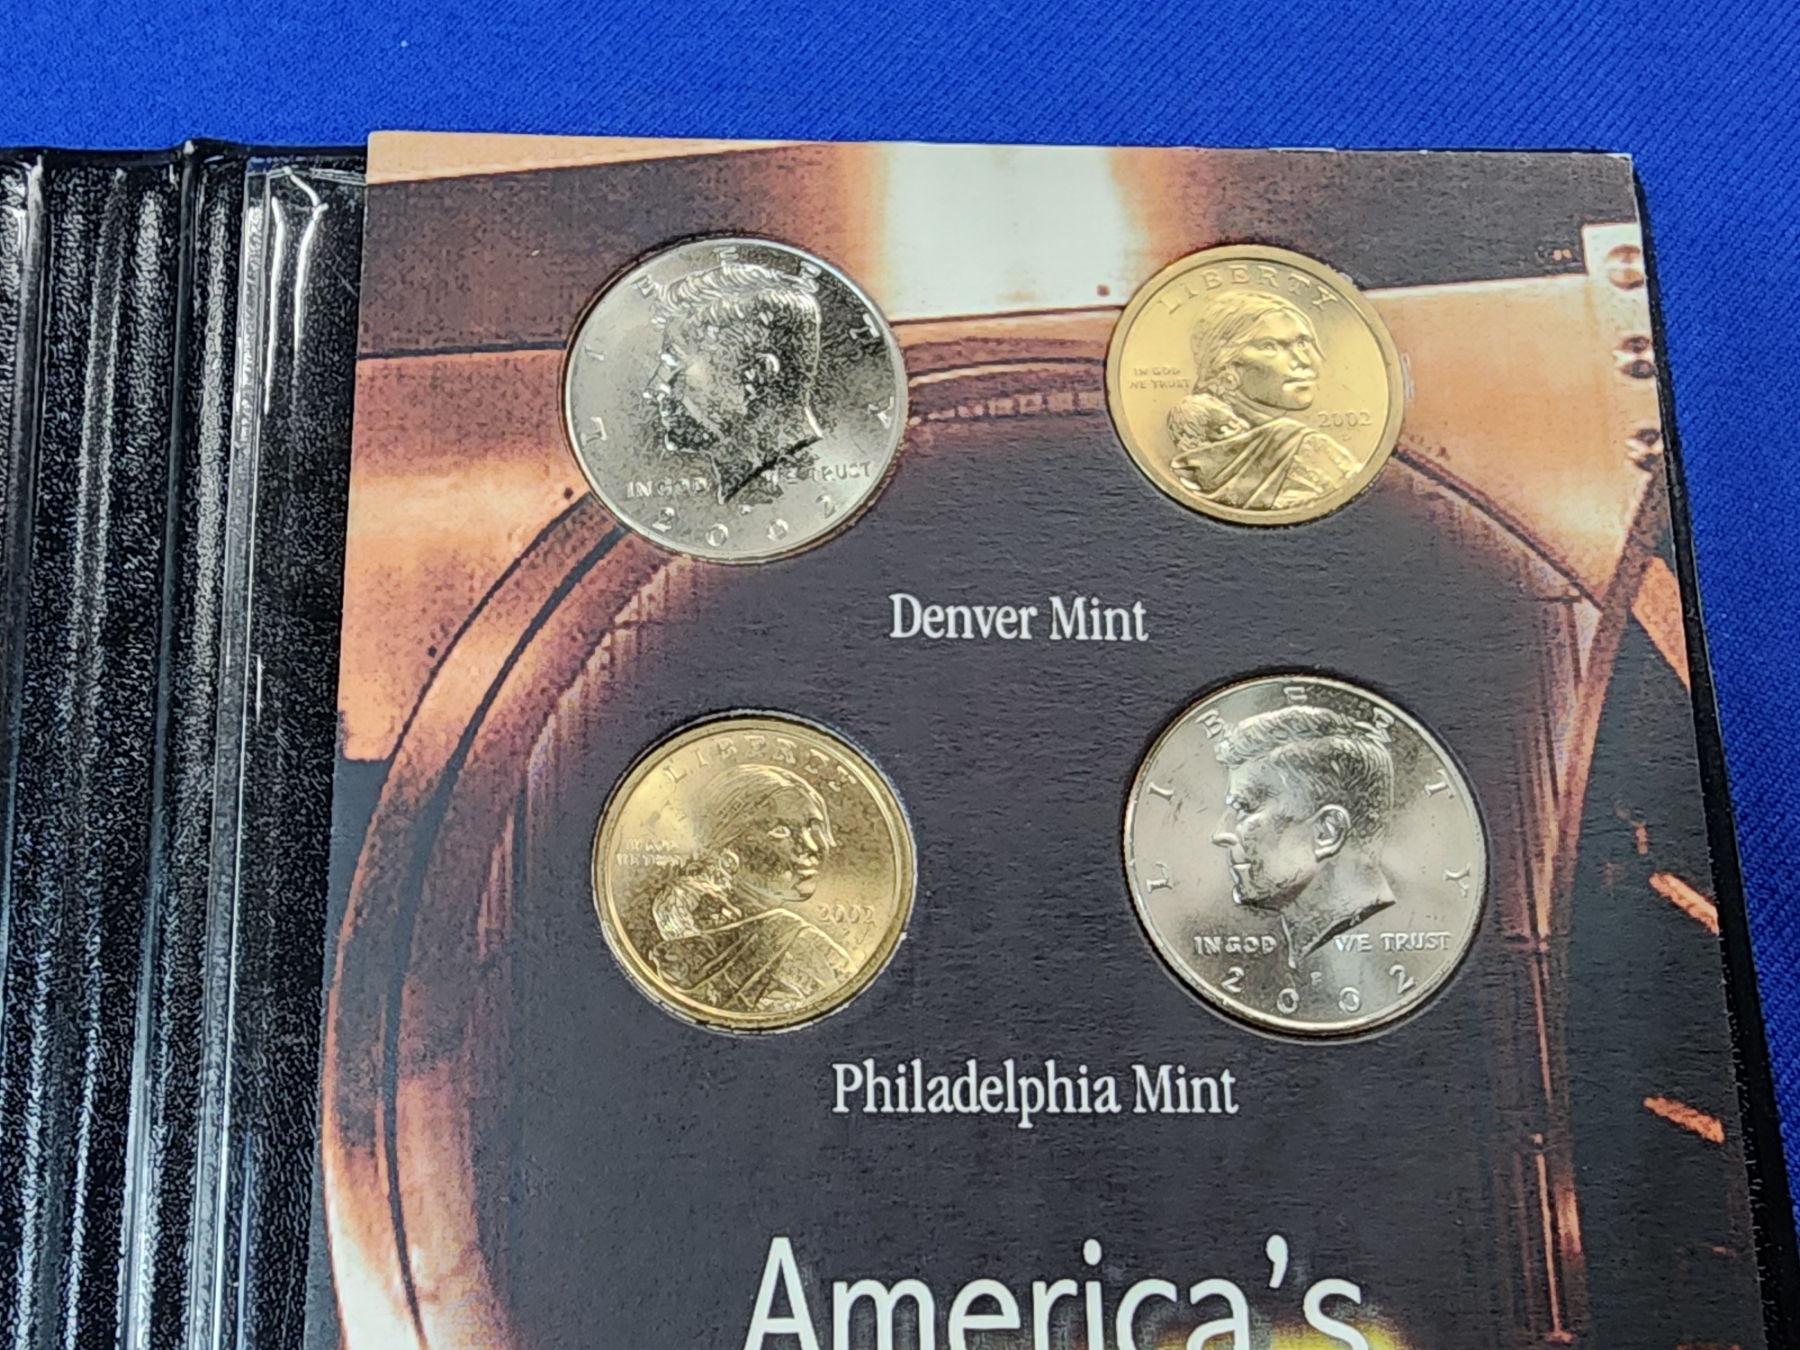 LIBERTY
IN GOD WE TRUST
2002
LIBERTY
IN GOD
WE TRUST
2002
D
Denver Mint
LIBERTY
IN GOD
WE TRUST
2002
P
LIBERTY
IN GOD WE TRUST
P
2002
Philadelphia Mint
America's